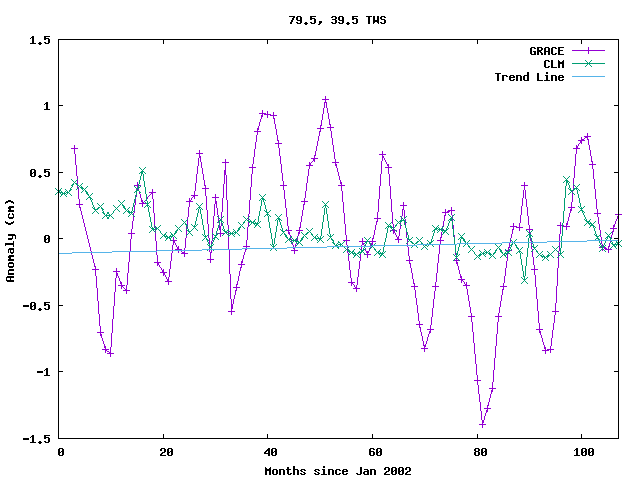 79.5, 39.5 TWS
GRACE
CLM
Trend Line
1.5
1
0.5
0
-0.5
-1
-1.5
Anomaly (cm)
0 20 40 60 80 100
Months since Jan 2002